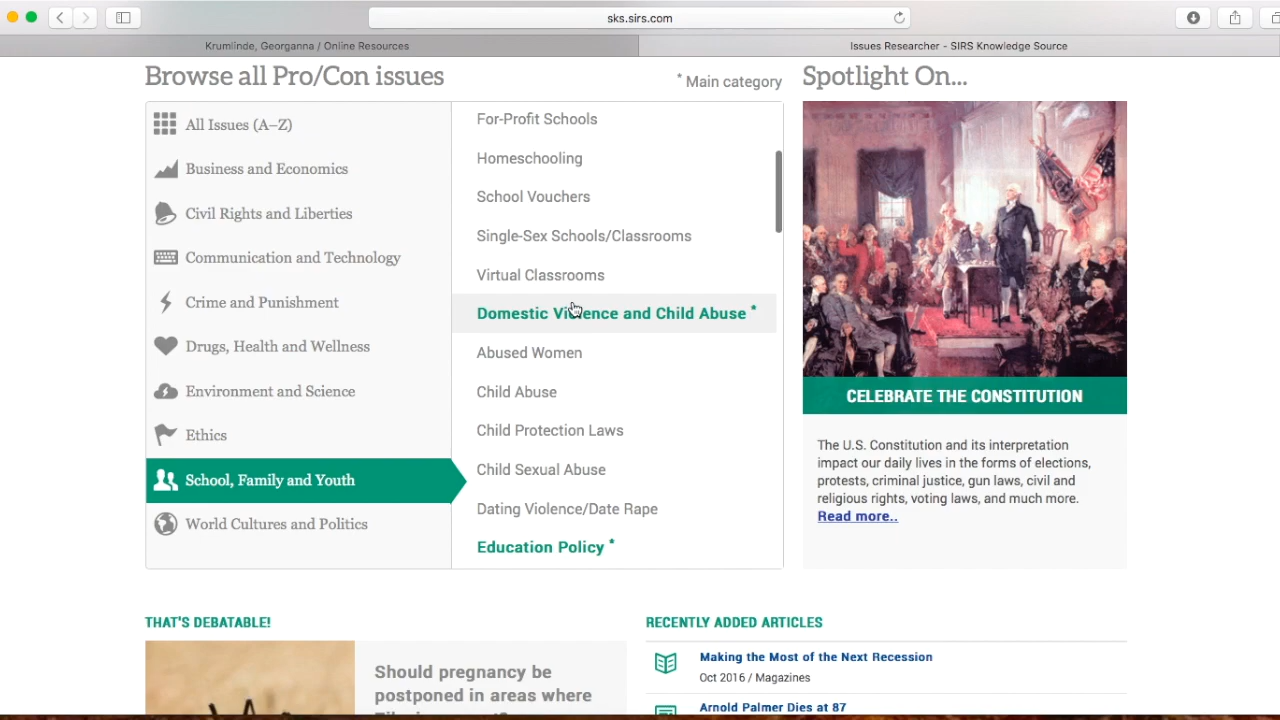 sks.sirs.com
Krumlinde, Georganna / Online Resources
Issues Researcher - SIRS Knowledge Source
Browse all Pro/Con issues
* Main category
All Issues (A–Z)
Business and Economics
Civil Rights and Liberties
Communication and Technology
Crime and Punishment
Drugs, Health and Wellness
Environment and Science
Ethics
School, Family and Youth
World Cultures and Politics
For-Profit Schools
Homeschooling
School Vouchers
Single-Sex Schools/Classrooms
Virtual Classrooms
Domestic Violence and Child Abuse *
Abused Women
Child Abuse
Child Protection Laws
Child Sexual Abuse
Dating Violence/Date Rape
Education Policy *
Spotlight On...
CELEBRATE THE CONSTITUTION
The U.S. Constitution and its interpretation
impact our daily lives in the forms of elections,
protests, criminal justice, gun laws, civil and
religious rights, voting laws, and much more.
Read more..
THAT'S DEBATABLE!
Should pregnancy be
postponed in areas where
RECENTLY ADDED ARTICLES
Making the Most of the Next Recession
Oct 2016 / Magazines
Arnold Palmer Dies at 87